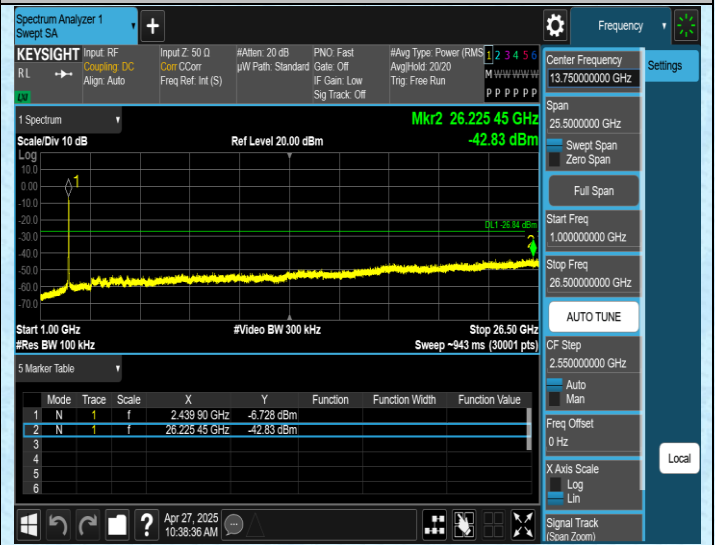 Spectrum Analyzer 1
Swept SA
+
Frequency
KEYSIGHT
RL
LXI
Input: RF
Coupling: DC
Align: Auto
Input Z: 50 Ω
Corr CCorr
Freq Ref: Int (S)
#Atten: 20 dB
µW Path: Standard
PNO: Fast
Gate: Off
IF Gain: Low
Sig Track: Off
#Avg Type: Power (RMS
Avg|Hold: 20/20
Trig: Free Run
1 2 3 4 5 6
M W W W W W
P P P P P P
1 Spectrum
Scale/Div 10 dB
Ref Level 20.00 dBm
Mkr2 26.225 45 GHz
-42.83 dBm
Log
10.0
0.00
-10.0
-20.0
-30.0
-40.0
-50.0
-60.0
-70.0
1
DL1 -26.84 dBm
2
Start 1.00 GHz
#Video BW 300 kHz
Stop 26.50 GHz
#Res BW 100 kHz
Sweep ~943 ms (30001 pts)
5 Marker Table
Mode Trace Scale X Y Function Function Width Function Value
1 N 1 f 2.439 90 GHz -6.728 dBm
2 N 1 f 26.225 45 GHz -42.83 dBm
3
4
5
6
?
Apr 27, 2025
10:38:36 AM
Center Frequency
13.750000000 GHz
Span
25.5000000 GHz
Swept Span
Zero Span
Full Span
Start Freq
1.000000000 GHz
Stop Freq
26.500000000 GHz
AUTO TUNE
CF Step
2.550000000 GHz
Auto
Man
Freq Offset
0 Hz
X Axis Scale
Log
Lin
Signal Track
(Span Zoom)
Settings
Local